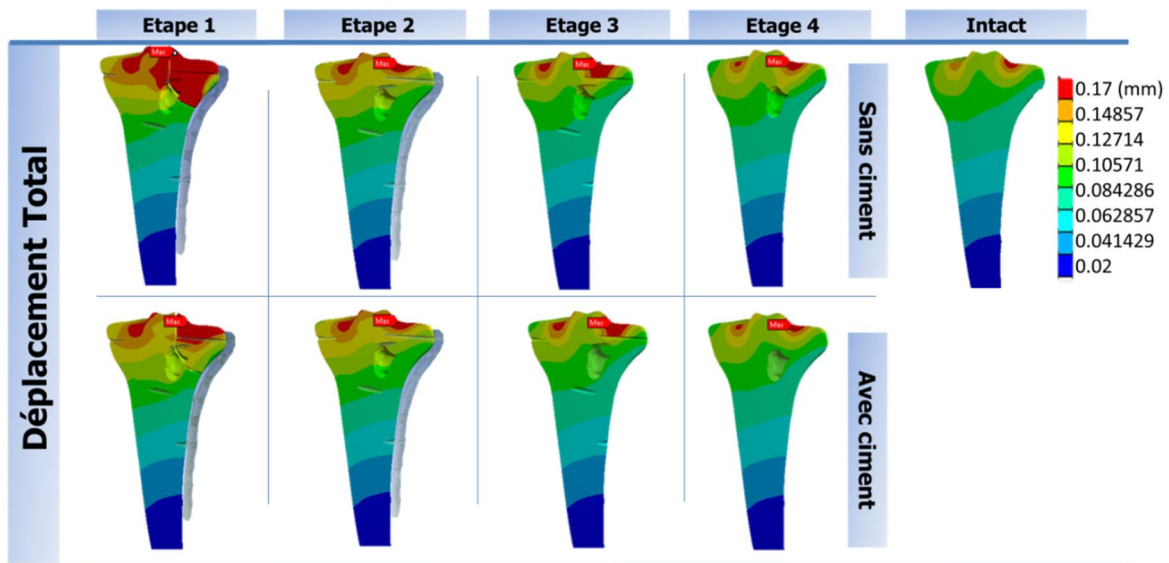 Etape 1
Etape 2
Etage 3
Etage 4
Intact
Déplacement Total
Sans ciment
Avec ciment
Max
Max
Max
Max
Max
Max
Max
Max
0.17 (mm)
0.14857
0.12714
0.10571
0.084286
0.062857
0.041429
0.02